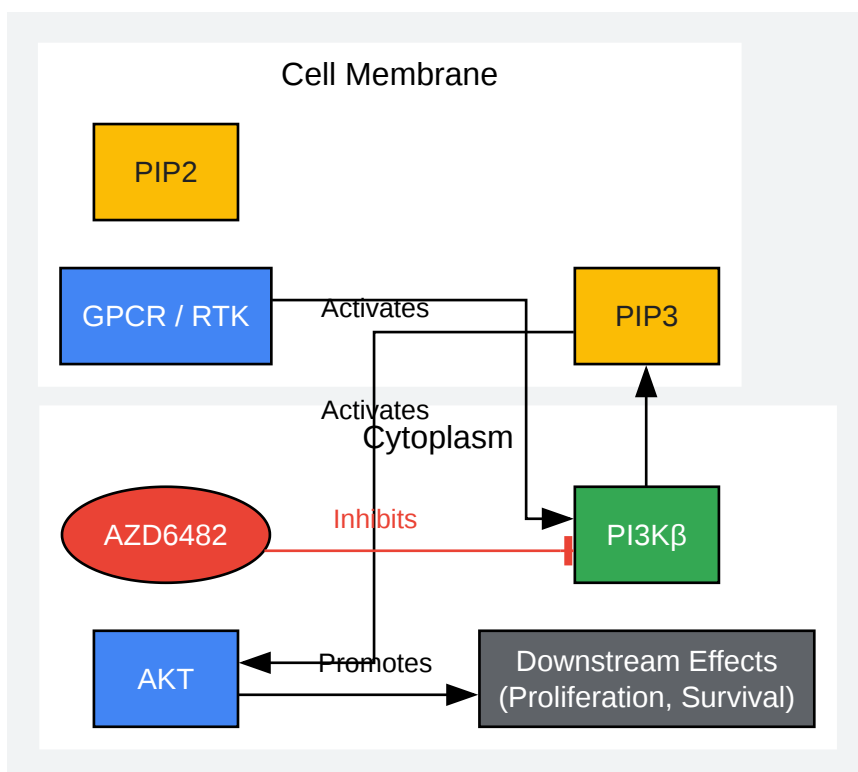 Cell Membrane
PIP2
GPCR / RTK
Activates
PIP3
Activates
Cytoplasm
AZD6482
Inhibits
PI3Kβ
AKT
Promotes
Downstream Effects
(Proliferation, Survival)